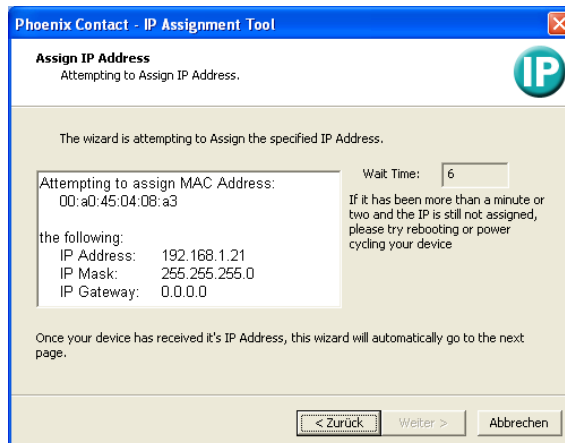 Phoenix Contact - IP Assignment Tool
Assign IP Address
Attempting to Assign IP Address.
IP
The wizard is attempting to Assign the specified IP Address.
Attempting to assign MAC Address:
00:a0:45:04:08:a3
the following:
IP Address: 192.168.1.21
IP Mask: 255.255.255.0
IP Gateway: 0.0.0.0
Wait Time: 6
If it has been more than a minute or
two and the IP is still not assigned,
please try rebooting or power
cycling your device
Once your device has received it's IP Address, this wizard will automatically go to the next
page.
< Zurück
Weiter >
Abbrechen